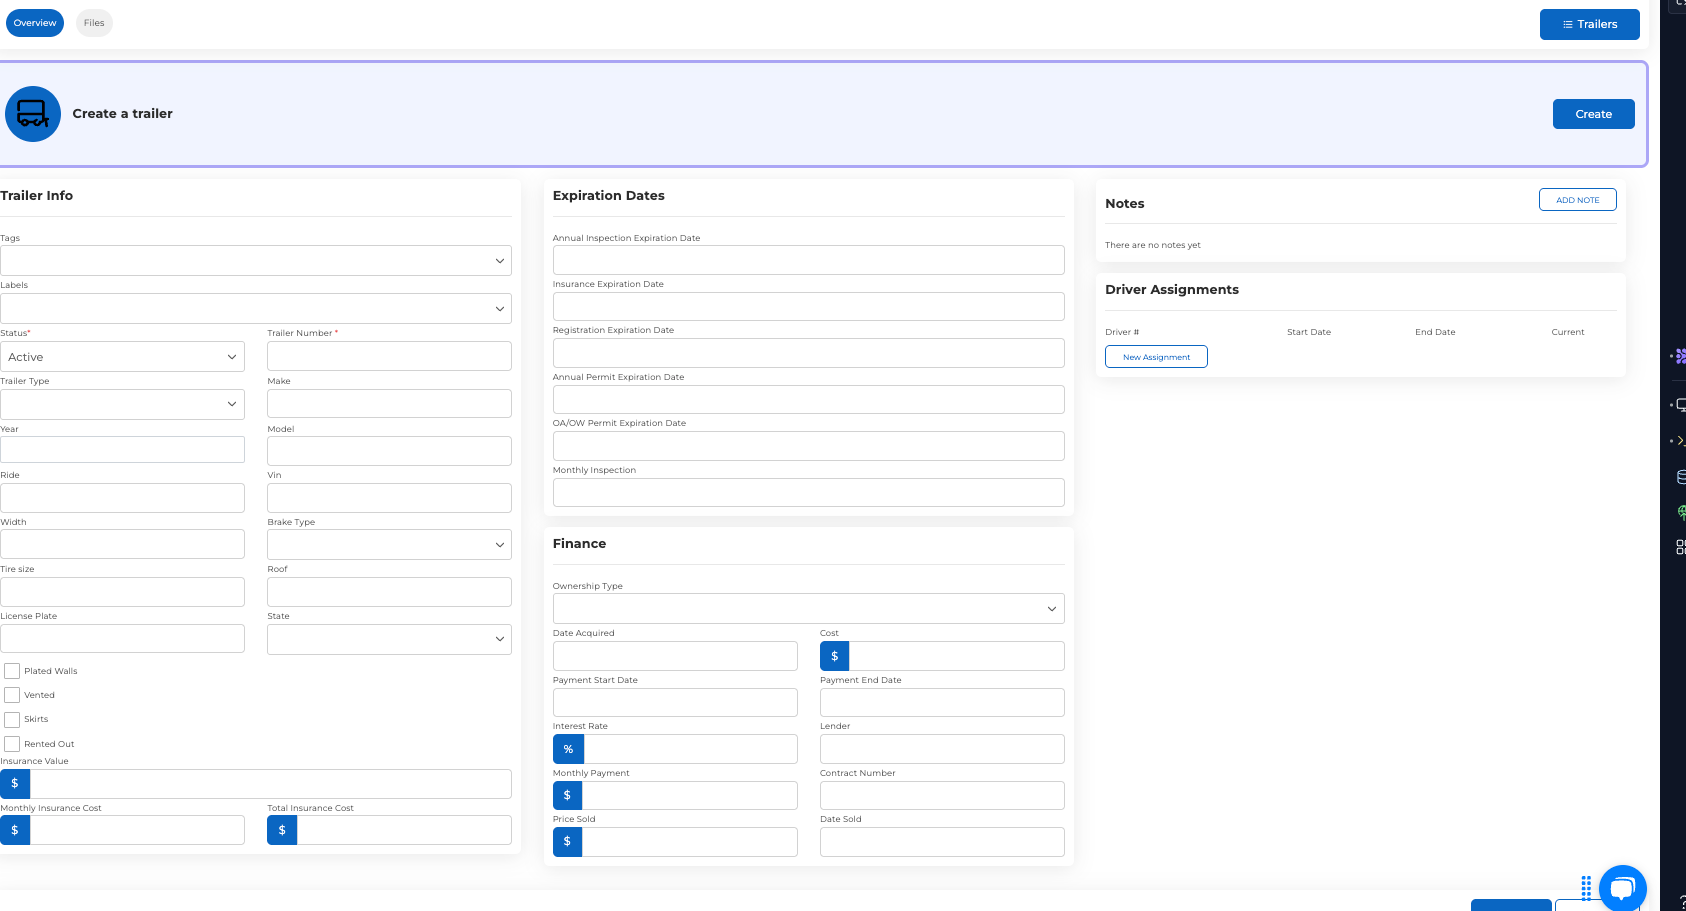 Overview
Files
Trailers
Create a trailer
Create
Trailer Info
Tags
Labels
Status*
Trailer Number *
Active
Trailer Type
Make
Year
Model
Ride
Vin
Width
Brake Type
Tire size
Roof
License Plate
State
Plated Walls
Vented
Skirts
Rented Out
Insurance Value
$
Monthly Insurance Cost
Total Insurance Cost
$
$
Expiration Dates
Annual Inspection Expiration Date
Insurance Expiration Date
Registration Expiration Date
Annual Permit Expiration Date
OA/OW Permit Expiration Date
Monthly Inspection
Finance
Ownership Type
Date Acquired
Cost
$
Payment Start Date
Payment End Date
Interest Rate
Lender
%
Monthly Payment
Contract Number
$
Price Sold
Date Sold
$
Notes
ADD NOTE
There are no notes yet
Driver Assignments
Driver #
Start Date
End Date
Current
New Assignment